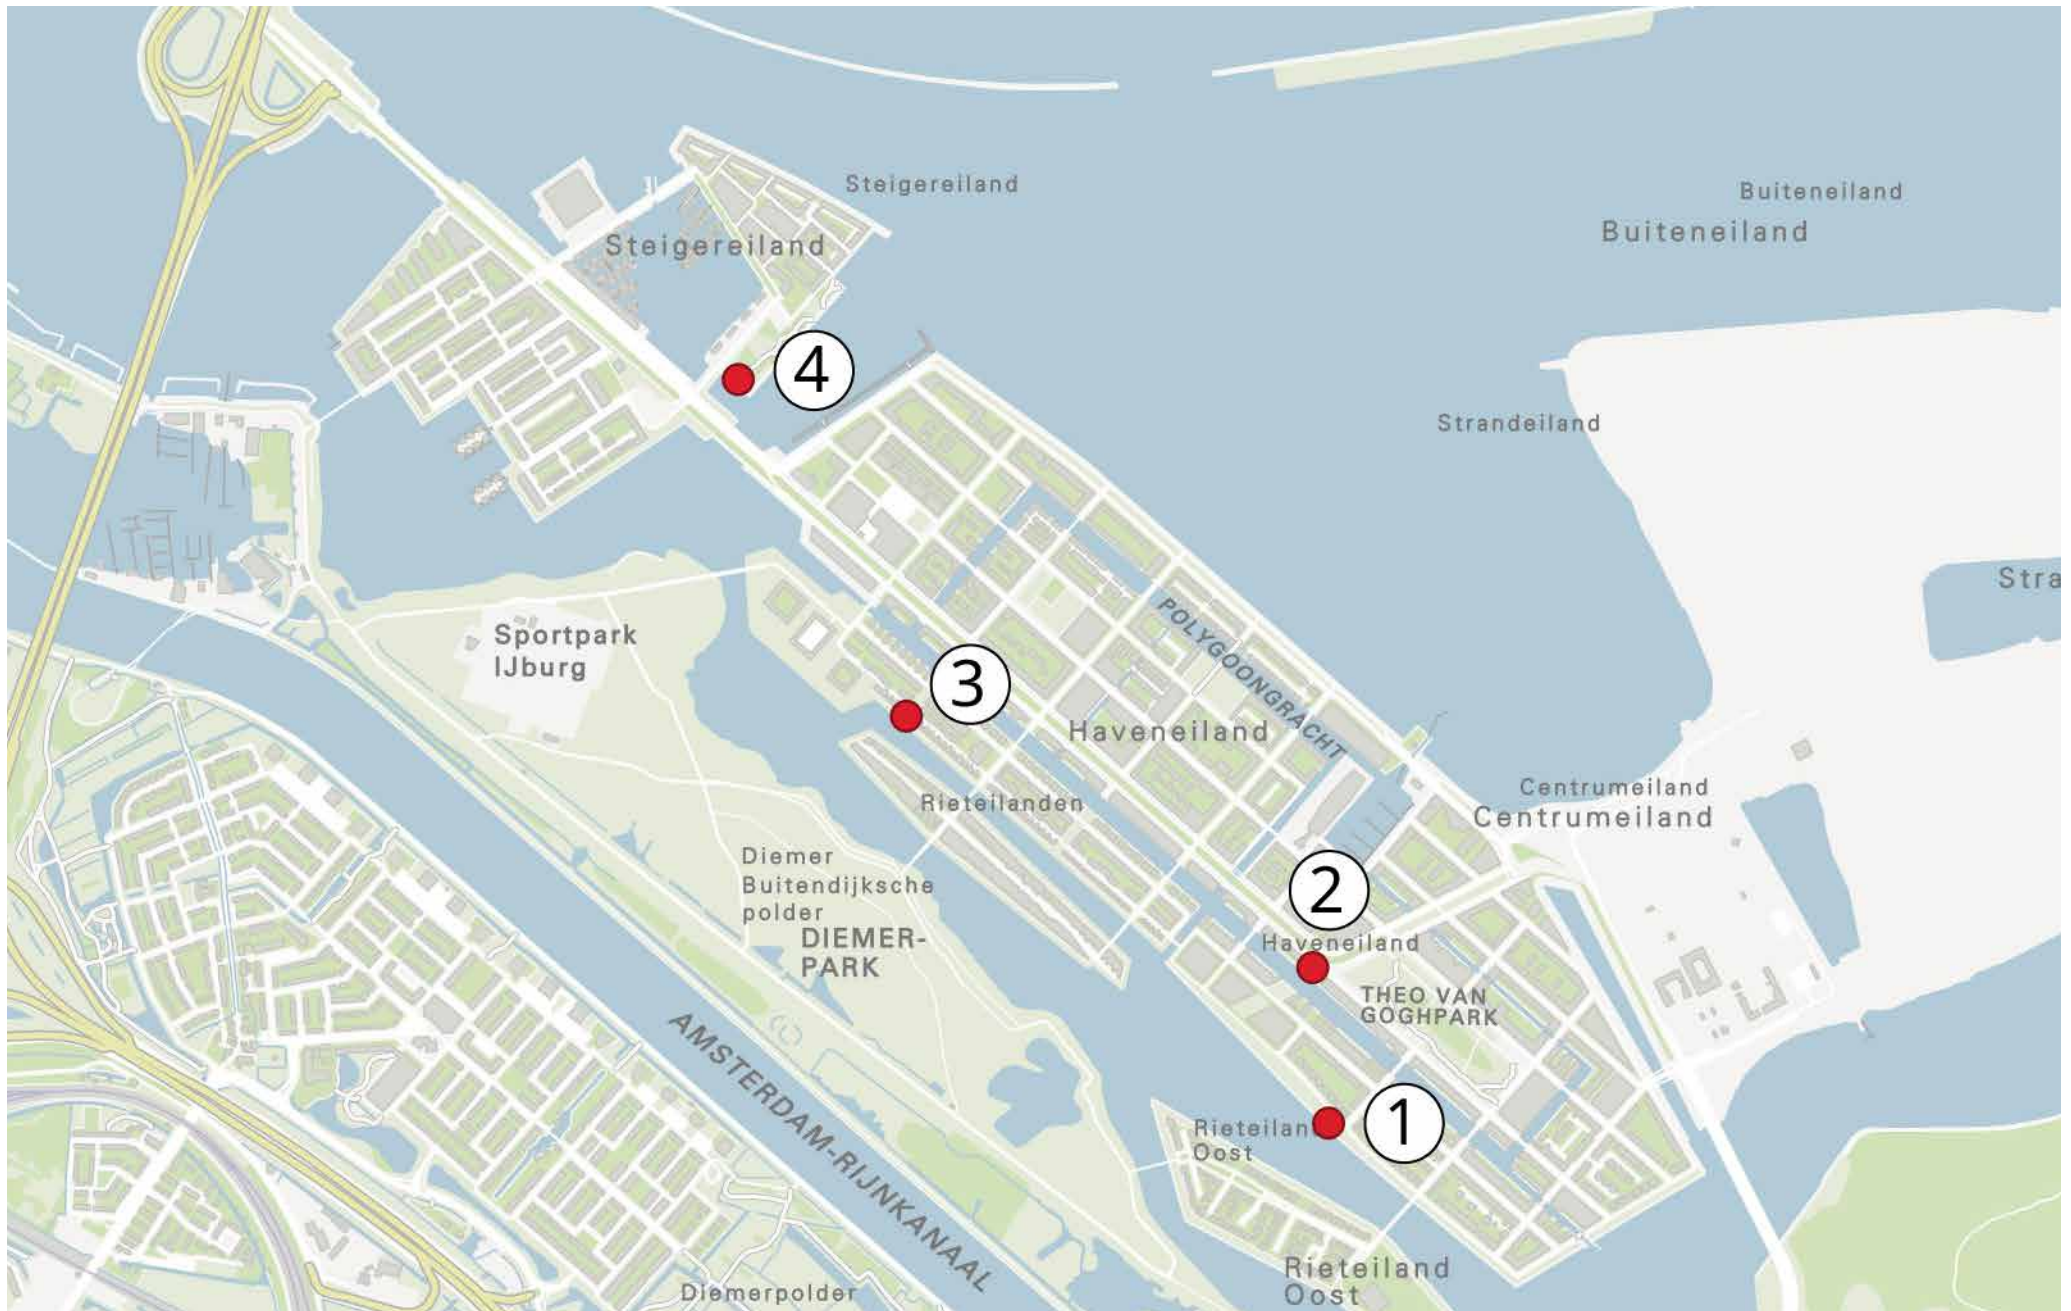 Steigereiland
Buiteneiland
Buiteneiland
Steigereiland
4
Strandeiland
Stra
POLYGOONGRACHT
Sportpark
IJburg
3
Haveneiland
Centrumeiland
Centrumeiland
Rieteilanden
Diemer
Buitendijksche
polder
DIEMER-
PARK
2
Haveneiland
THEO VAN
GOGHPARK
AMSTERDAM-RIJNKANAAL
1
Rieteilan
Oost
Rieteiland
Oost
Diemerpolder